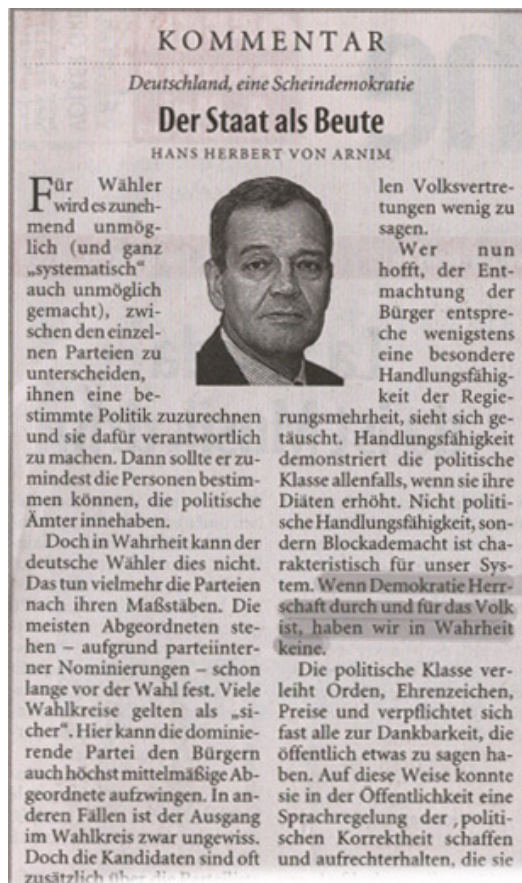 KOMMENTAR
Deutschland, eine Scheindemokratie
Der Staat als Beute
HANS HERBERT VON ARNIM
Für Wähler
wird es zuneh-
mend unmög-
lich (und ganz
„systematisch“
auch unmöglich
gemacht), zwi-
schen den einzel-
nen Parteien zu
unterscheiden,
ihnen eine be-
stimmte Politik zuzurechnen
und sie dafür verantwortlich
zu machen. Dann sollte er zu-
mindest die Personen bestim-
men können, die politische
Ämter innehaben.
Doch in Wahrheit kann der
deutsche Wähler dies nicht.
Das tun vielmehr die Parteien
nach ihren Maßstäben. Die
meisten Abgeordneten ste-
hen – aufgrund parteiinter-
ner Nominierungen – schon
lange vor der Wahl fest. Viele
Wahlkreise gelten als „si-
cher“. Hier kann die dominie-
rende Partei den Bürgern
auch höchst mittelmäßige Ab-
geordnete aufzwingen. In an-
deren Fällen ist der Ausgang
im Wahlkreis zwar ungewiss.
Doch die Kandidaten sind oft
zusätzlich über die
len Volksvertre-
tungen wenig zu
sagen.
Wer nun
hofft, der Ent-
machtung der
Bürger entspre-
che wenigstens
eine besondere
Handlungsfähig-
keit der Regie-
rungsmehrheit, sieht sich ge-
täuscht. Handlungsfähigkeit
demonstriert die politische
Klasse allenfalls, wenn sie ihre
Diäten erhöht. Nicht politi-
sche Handlungsfähigkeit, son-
dern Blockademacht ist cha-
rakteristisch für unser Sys-
tem. Wenn Demokratie Herr-
schaft durch und für das Volk
ist, haben wir in Wahrheit
keine.
Die politische Klasse ver-
leiht Orden, Ehrenzeichen,
Preise und verpflichtet sich
fast alle zur Dankbarkeit, die
öffentlich etwas zu sagen ha-
ben. Auf diese Weise konnte
sie in der Öffentlichkeit eine
Sprachregelung der ‚politi-
schen Korrektheit schaffen
und aufrechterhalten, die sie